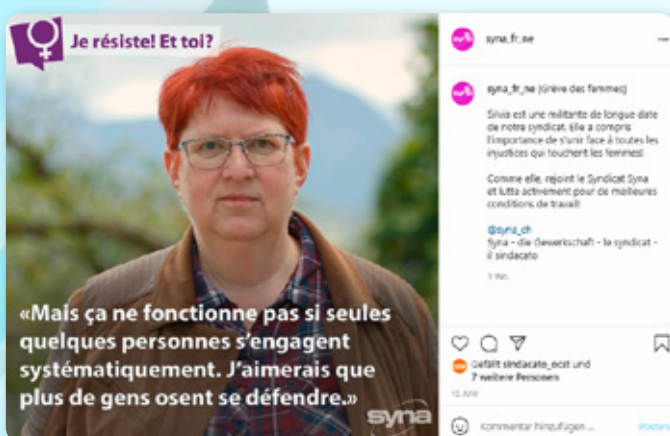 Je résiste! Et toi?
«Mais ça ne fonctionne pas si seules
quelques personnes s'engagent
systématiquement. J'aimerais que
plus de gens osent se défendre.»
syna
syna_fr_ne
syna_fr_ne [Grève des femmes]
Silvia est une militante de longue date
de notre syndicat. Elle a compris
l'importance de s'unir face à toutes les
injustices qui touchent les femmes!
Comme elle, rejoint le Syndicat Syna
et lutte activement pour de meilleures
conditions de travail!
@syna_ch
Syna - die Gewerkschaft - le syndicat -
il sindacato
Gefällt sindacato_ocst und
7 weitere Personen
Kommentar hinzufügen ...
Posten